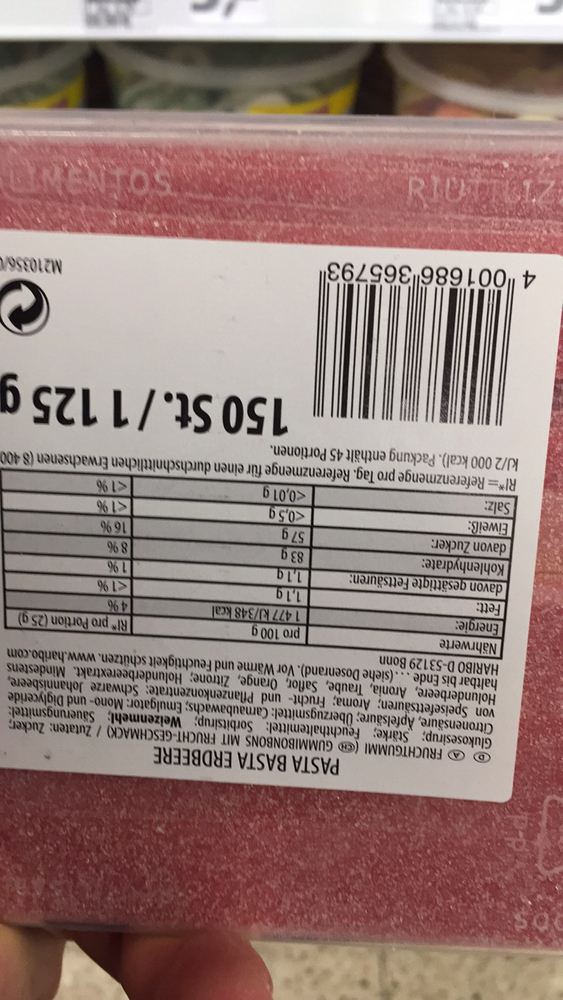 PASTA BASTA ERDBEERE
D A FRUCHTGUMMI (CH GUMMIBONBONS MIT FRUCHT-GESCHMACK) / Zutaten: Zucker;
Glukosesirup; Stärke; Feuchthaltemittel: Sorbitsirup; Weizenmehl; Säuerungsmittel:
Citronensäure, Äpfelsäure; Überzugsmittel: Carnaubawachs; Emulgator: Mono- und Diglyceride
von Speisefettsäuren; Aroma; Frucht- und Pflanzenkonzentrate: Schwarze Johannisbeere,
Holunderbeere, Aronia, Traube, Saflor, Orange, Zitrone; Holunderbeerextrakt. Mindestens
haltbar bis Ende ... (siehe Dosenrand). Vor Wärme und Feuchtigkeit schützen. www.haribo.com
HARIBO D-53129 Bonn
Nährwerte pro 100 g RI* pro Portion (25 g)
Energie: 1 477 kJ/348 kcal 4 %
Fett: 1,1 g <1 %
davon gesättigte Fettsäuren: 1,1 g 1 %
Kohlenhydrate: 83 g 8 %
davon Zucker: 57 g 16 %
Eiweiß: <0,5 g <1 %
Salz: <0,01 g <1 %
RI*= Referenzmenge pro Tag. Referenzmenge für einen durchschnittlichen Erwachsenen (8 400
kJ/2 000 kcal). Packung enthält 45 Portionen.
150 St. / 1 125 g
4 001686 365793
M210356/